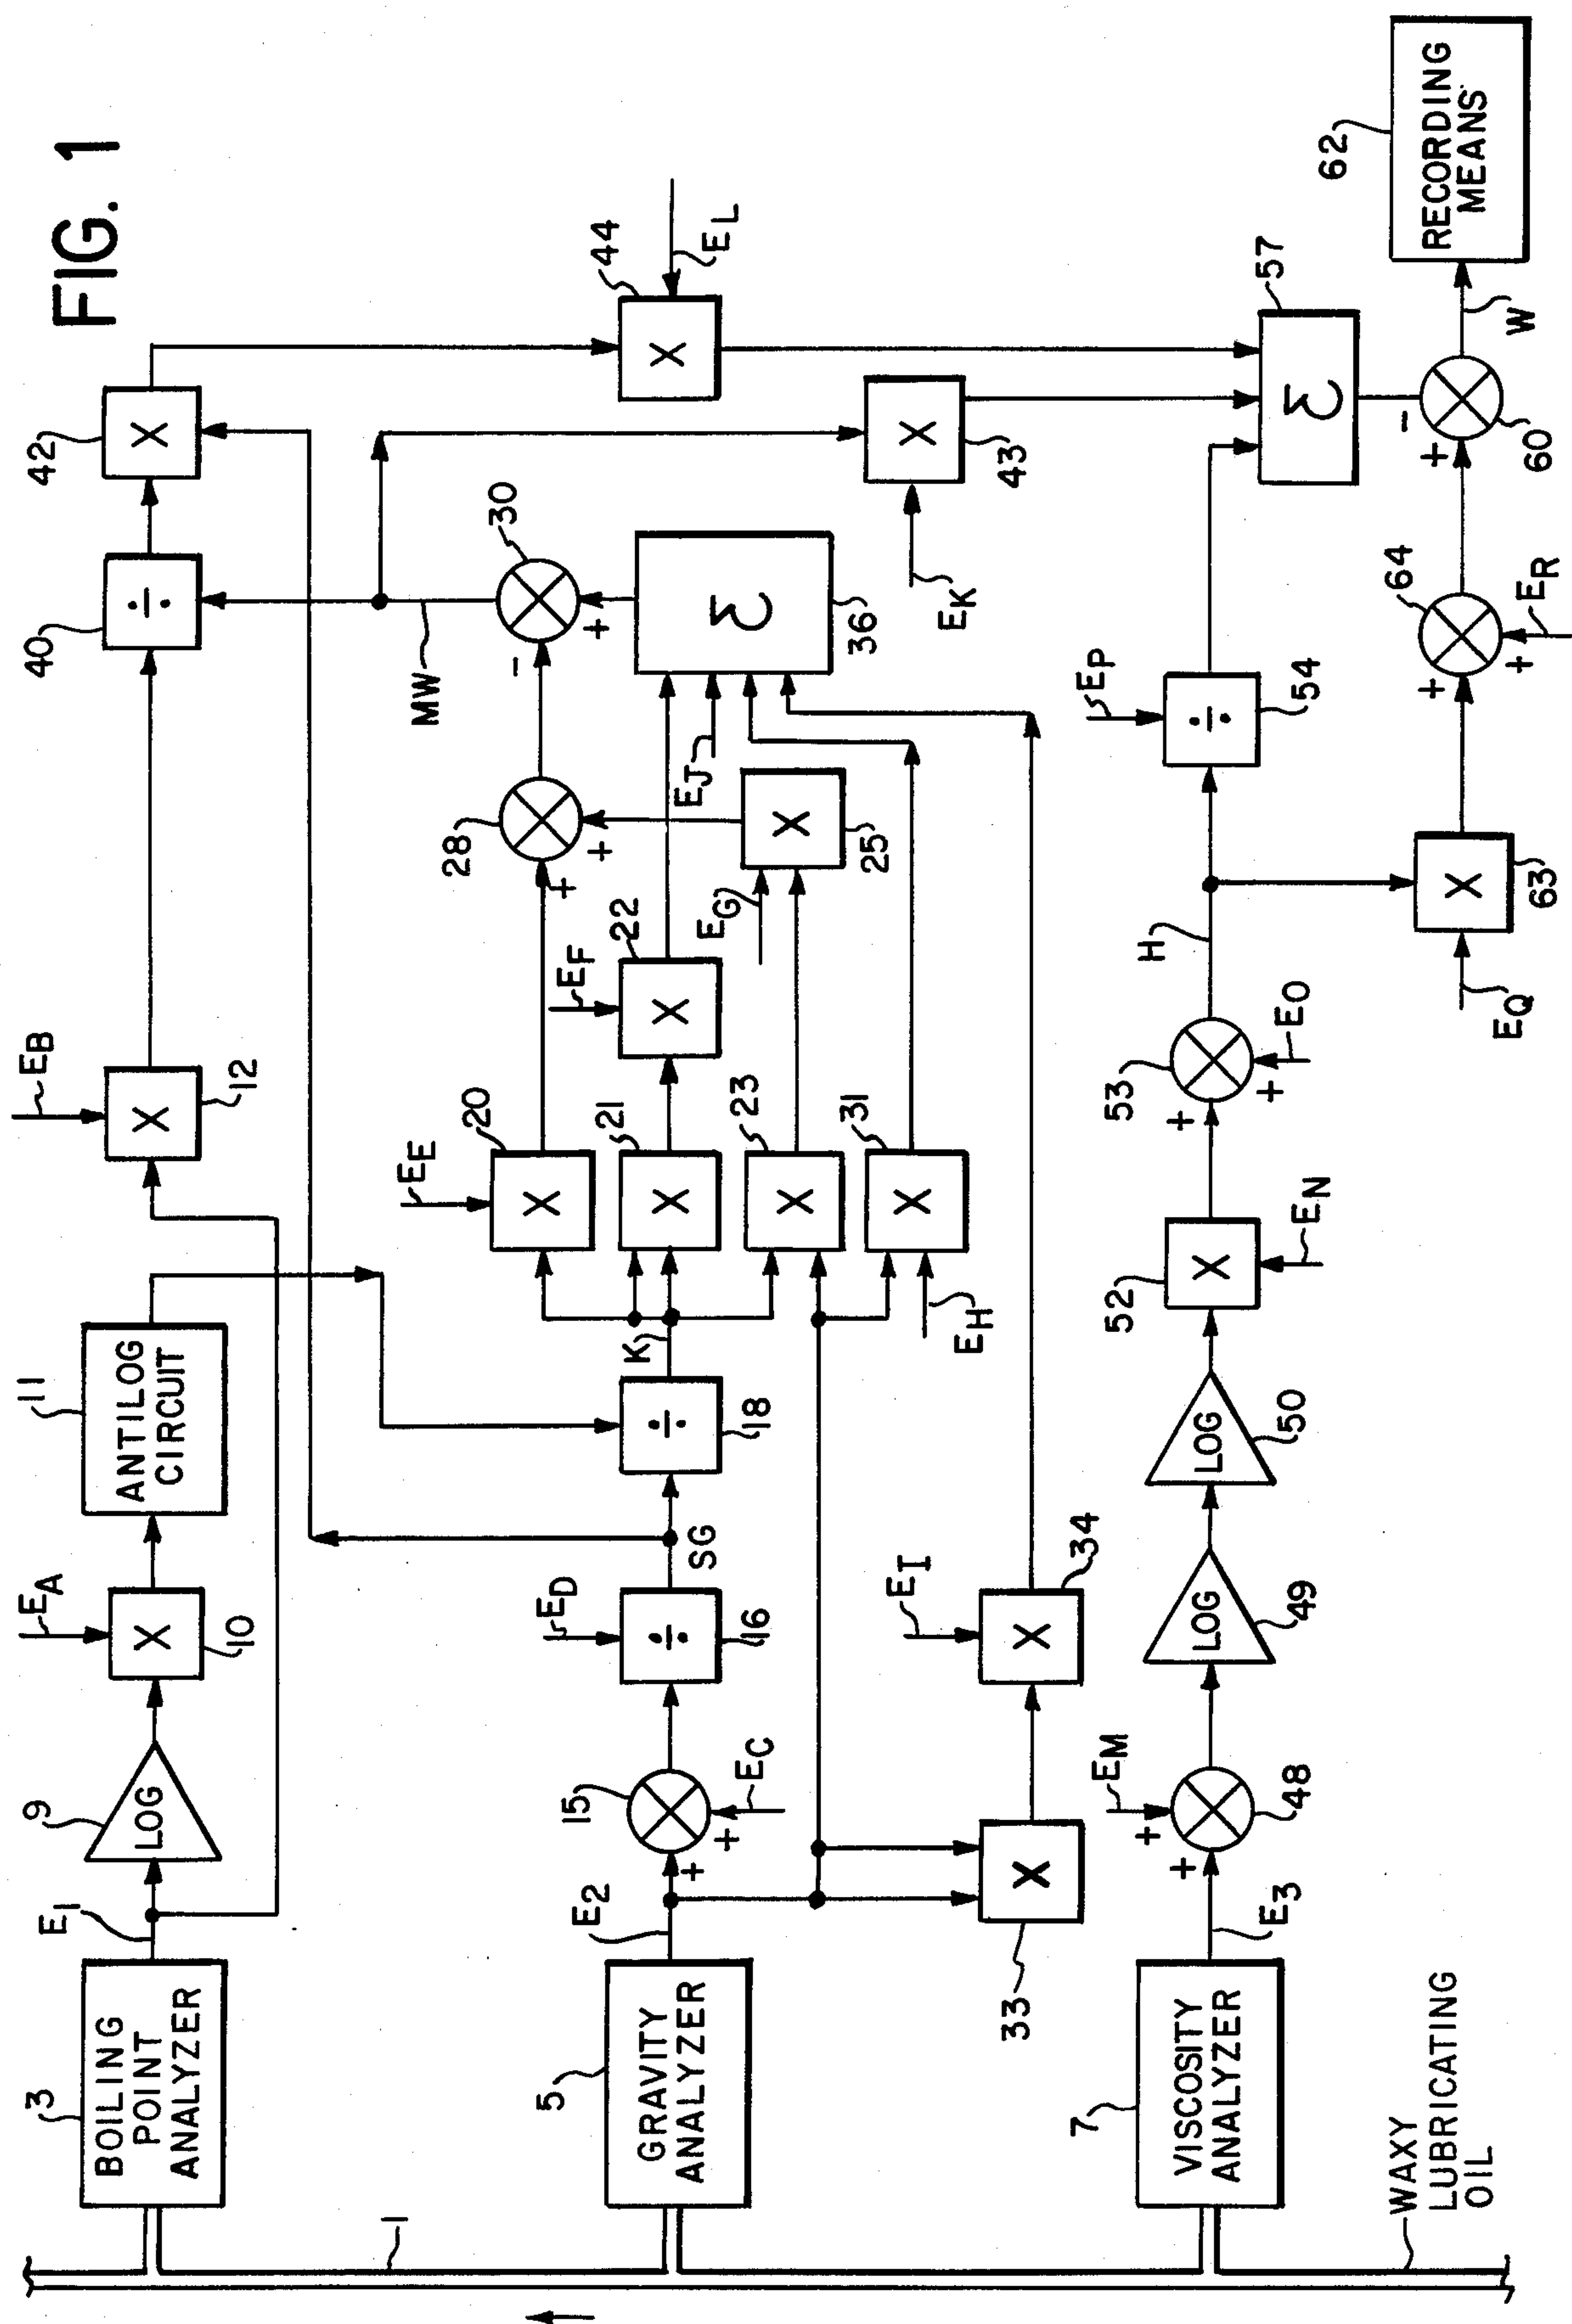 FIG. 1
3
BOILING
POINT
ANALYZER
E1
9
LOG
EA
X
10
11
ANTILOG
CIRCUIT
EB
X
12
40
÷
42
X
44
X
EL
5
GRAVITY
ANALYZER
E2
15
+
+
EC
ED
÷
16
SG
÷
18
K
EE
20
X
21
X
23
X
31
X
EH
EF
22
X
EG
X
25
28
+
+
EJ
30
-
+
MW
Σ
36
EK
X
43
33
X
EI
X
34
7
VISCOSITY
ANALYZER
E3
+
+
EM
48
LOG
49
LOG
50
52
X
EN
53
+
+
EO
H
EP
÷
54
EQ
X
63
64
+
+
ER
57
Σ
-
+
60
W
62
RECORDING
MEANS
1
WAXY
LUBRICATING
OIL